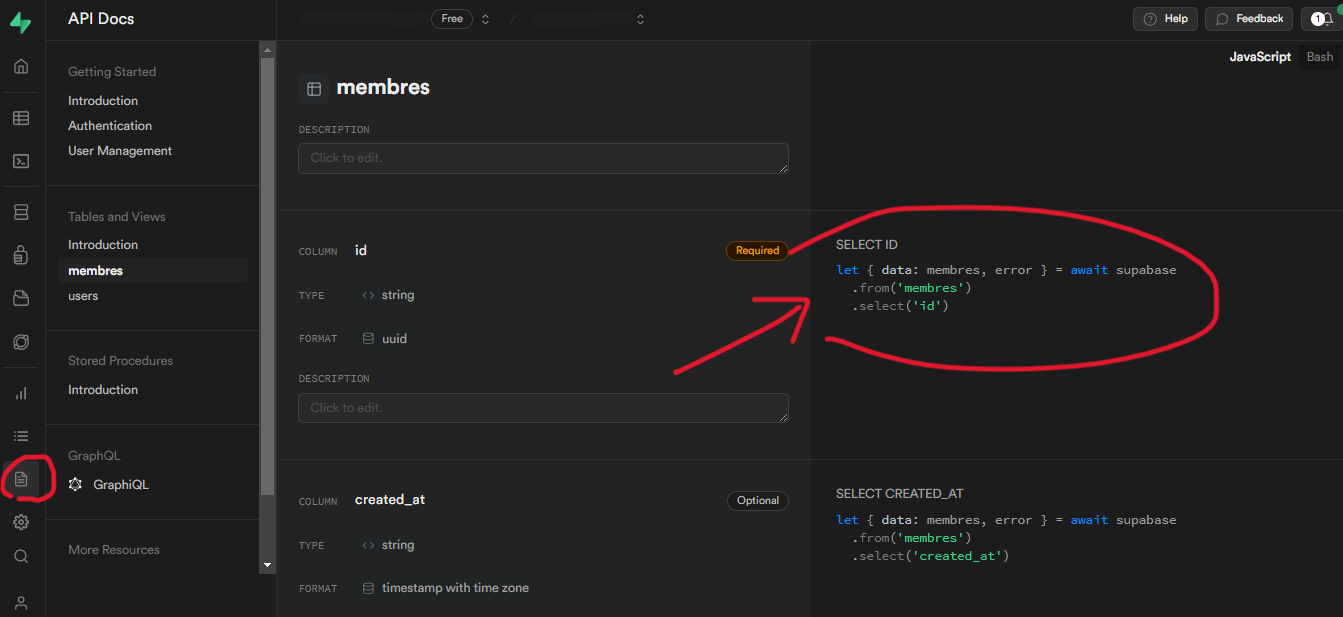 API Docs
Free
/
Help
Feedback
1
Getting Started
Introduction
Authentication
User Management
Tables and Views
Introduction
membres
users
Stored Procedures
Introduction
GraphQL
GraphiQL
More Resources
membres
DESCRIPTION
Click to edit.
COLUMN id Required
TYPE <> string
FORMAT uuid
DESCRIPTION
Click to edit.
COLUMN created_at Optional
TYPE <> string
FORMAT timestamp with time zone
JavaScript Bash
SELECT ID
let { data: membres, error } = await supabase
.from('membres')
.select('id')
SELECT CREATED_AT
let { data: membres, error } = await supabase
.from('membres')
.select('created_at')